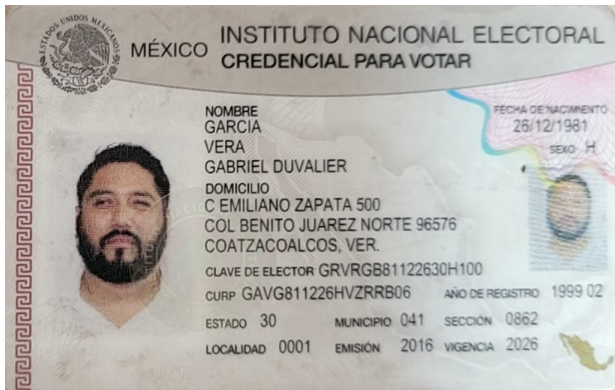 ESTADOS UNIDOS MEXICANOS
MÉXICO
INSTITUTO NACIONAL ELECTORAL
CREDENCIAL PARA VOTAR
NOMBRE
GARCIA
VERA
GABRIEL DUVALIER
FECHA DE NACIMIENTO
26/12/1981
SEXO H
DOMICILIO
C EMILIANO ZAPATA 500
COL BENITO JUAREZ NORTE 96576
COATZACOALCOS, VER.
CLAVE DE ELECTOR GRVRGB81122630H100
CURP GAVG811226HVZRRB06 AÑO DE REGISTRO 1999 02
ESTADO 30 MUNICIPIO 041 SECCIÓN 0862
LOCALIDAD 0001 EMISIÓN 2016 VIGENCIA 2026